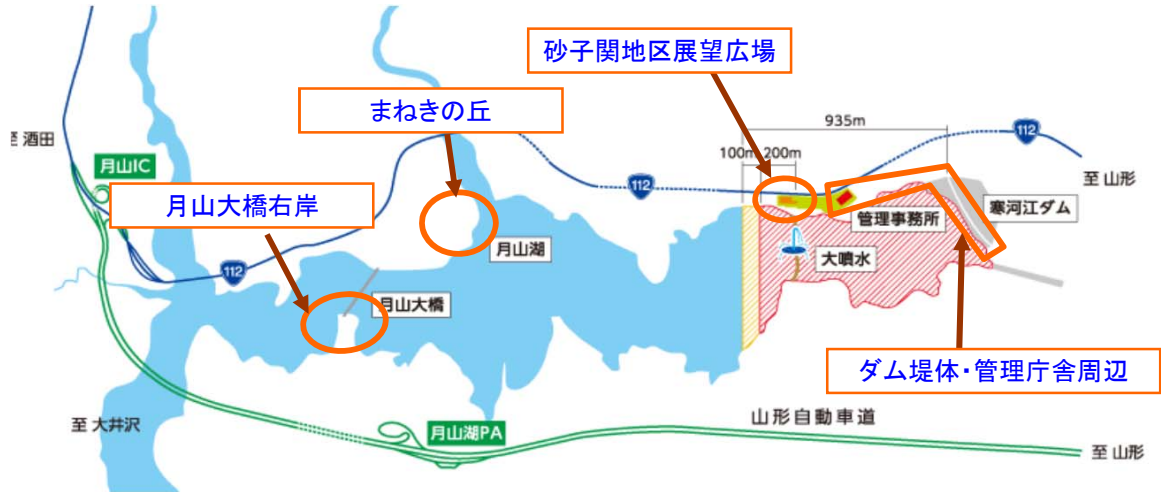 砂子関地区展望広場
まねきの丘
935m
112
至 酒田
100m
200m
月山IC
112
至 山形
月山大橋右岸
管理事務所
寒河江ダム
月山湖
大噴水
112
月山大橋
ダム堤体・管理庁舎周辺
山形自動車道
至 大井沢
月山湖PA
至 山形